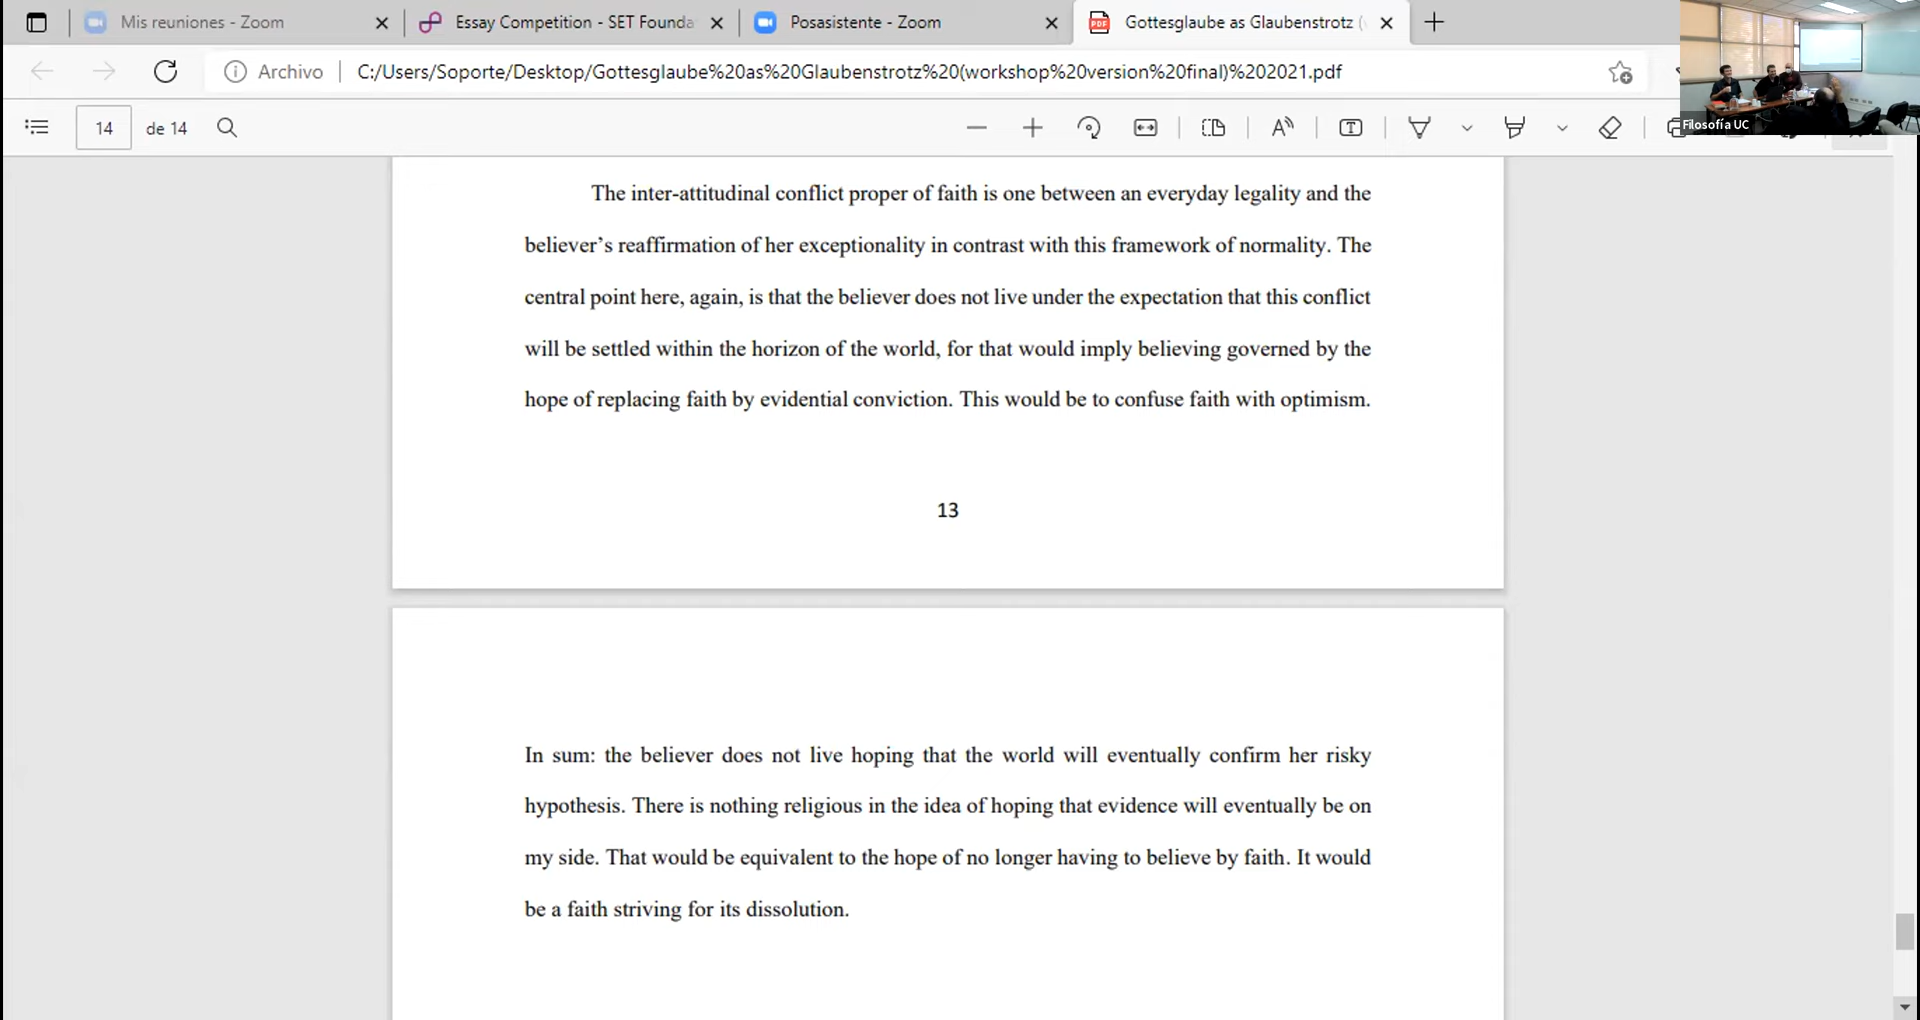 Mis reuniones - Zoom
Essay Competition - SET Founda
Posasistente - Zoom
Gottesglaube as Glaubenstrotz (
Archivo
C:/Users/Soporte/Desktop/Gottesglaube%20as%20Glaubenstrotz%20(workshop%20version%20final)%202021.pdf
14 de 14
Filosofía UC
The inter-attitudinal conflict proper of faith is one between an everyday legality and the
believer’s reaffirmation of her exceptionality in contrast with this framework of normality. The
central point here, again, is that the believer does not live under the expectation that this conflict
will be settled within the horizon of the world, for that would imply believing governed by the
hope of replacing faith by evidential conviction. This would be to confuse faith with optimism.
13
In sum: the believer does not live hoping that the world will eventually confirm her risky
hypothesis. There is nothing religious in the idea of hoping that evidence will eventually be on
my side. That would be equivalent to the hope of no longer having to believe by faith. It would
be a faith striving for its dissolution.